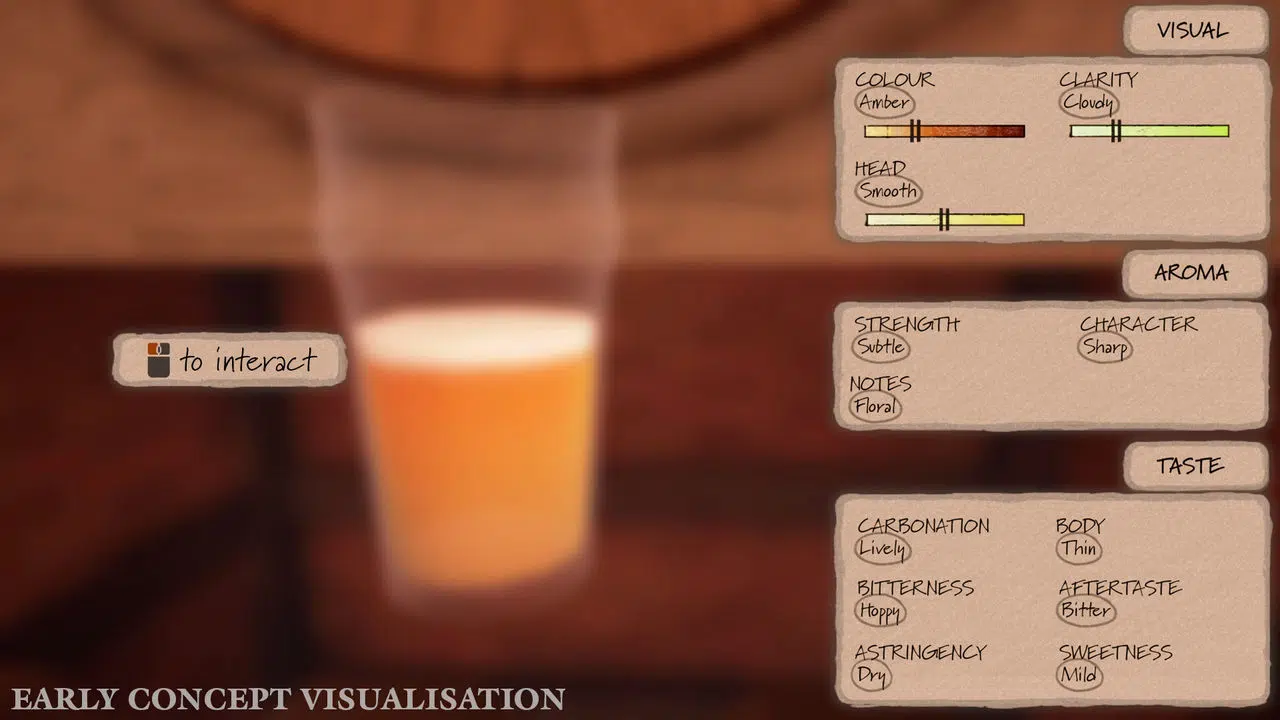 VISUAL
COLOUR
Amber
CLARITY
Cloudy
HEAD
Smooth
AROMA
STRENGTH
Subtle
CHARACTER
Sharp
NOTES
Floral
to interact
TASTE
CARBONATION
Lively
BODY
Thin
BITTERNESS
Hoppy
AFTERTASTE
Bitter
ASTRINGENCY
Dry
SWEETNESS
Mild
EARLY CONCEPT VISUALISATION